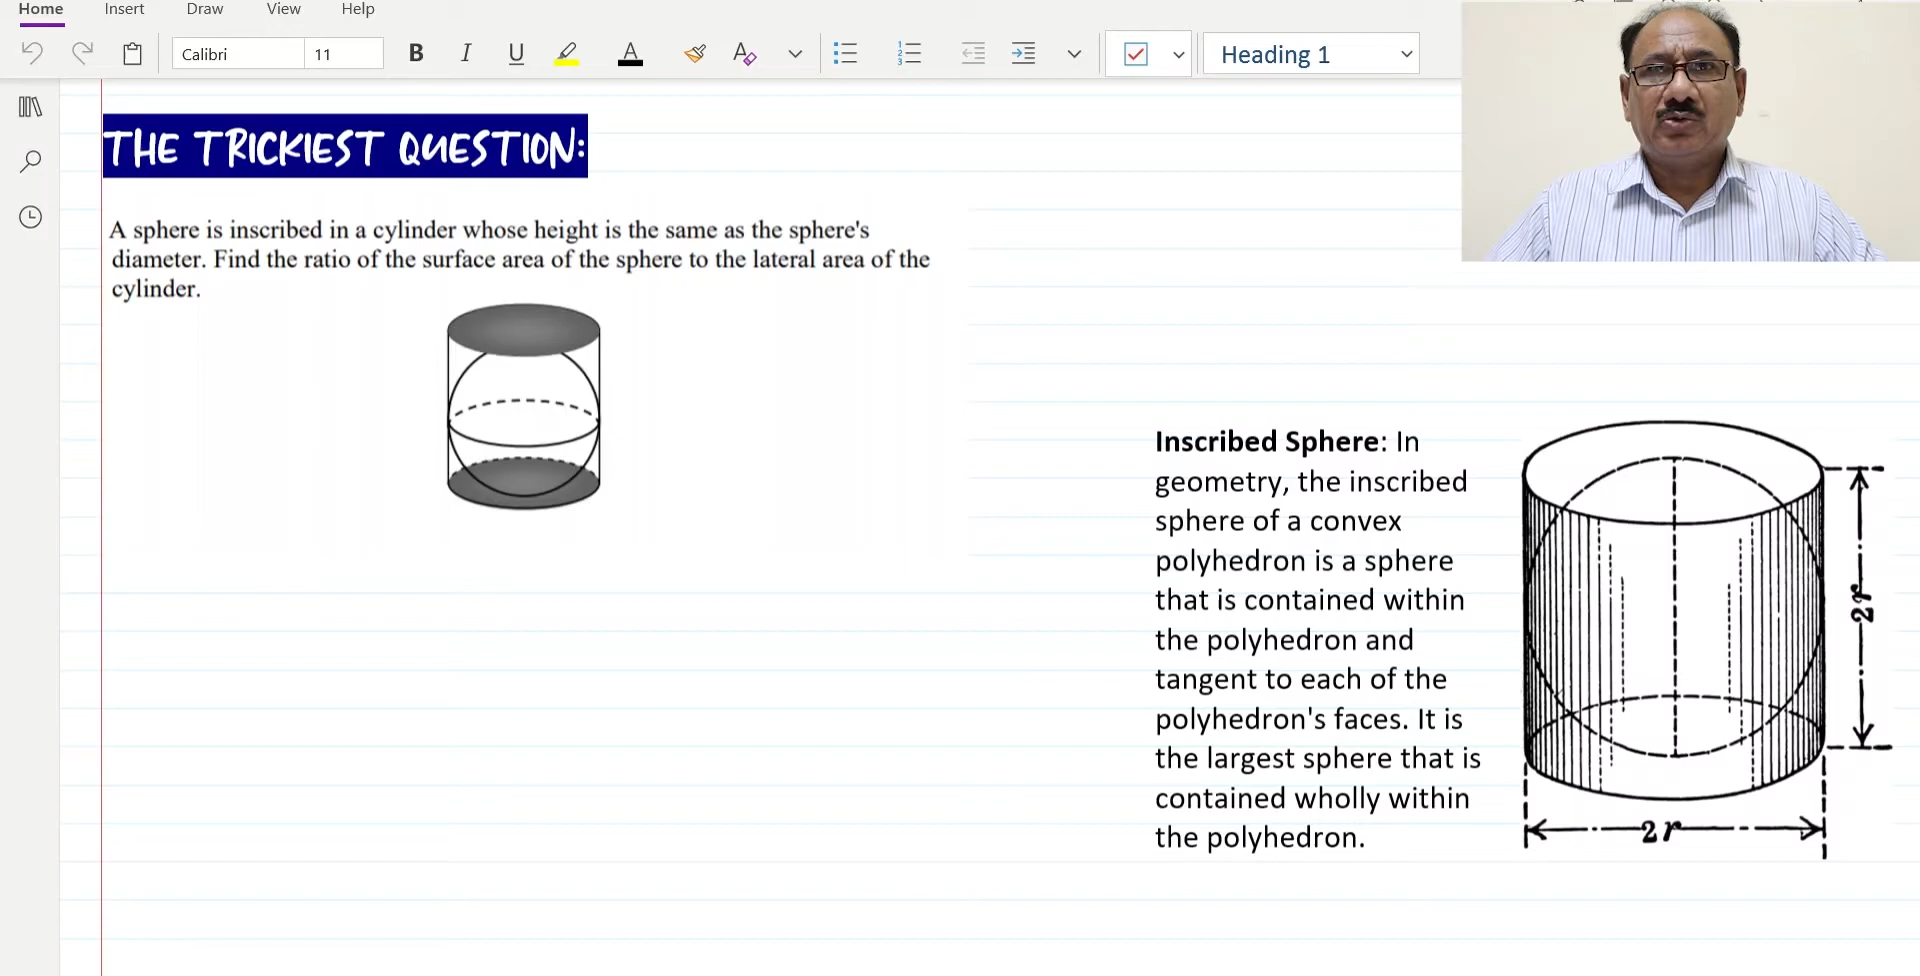 Home Insert Draw View Help
Calibri 11 B I U A A Heading 1
THE TRICKIEST QUESTION:
A sphere is inscribed in a cylinder whose height is the same as the sphere's
diameter. Find the ratio of the surface area of the sphere to the lateral area of the
cylinder.
Inscribed Sphere: In
geometry, the inscribed
sphere of a convex
polyhedron is a sphere
that is contained within
the polyhedron and
tangent to each of the
polyhedron's faces. It is
the largest sphere that is
contained wholly within
the polyhedron.
2r
2r